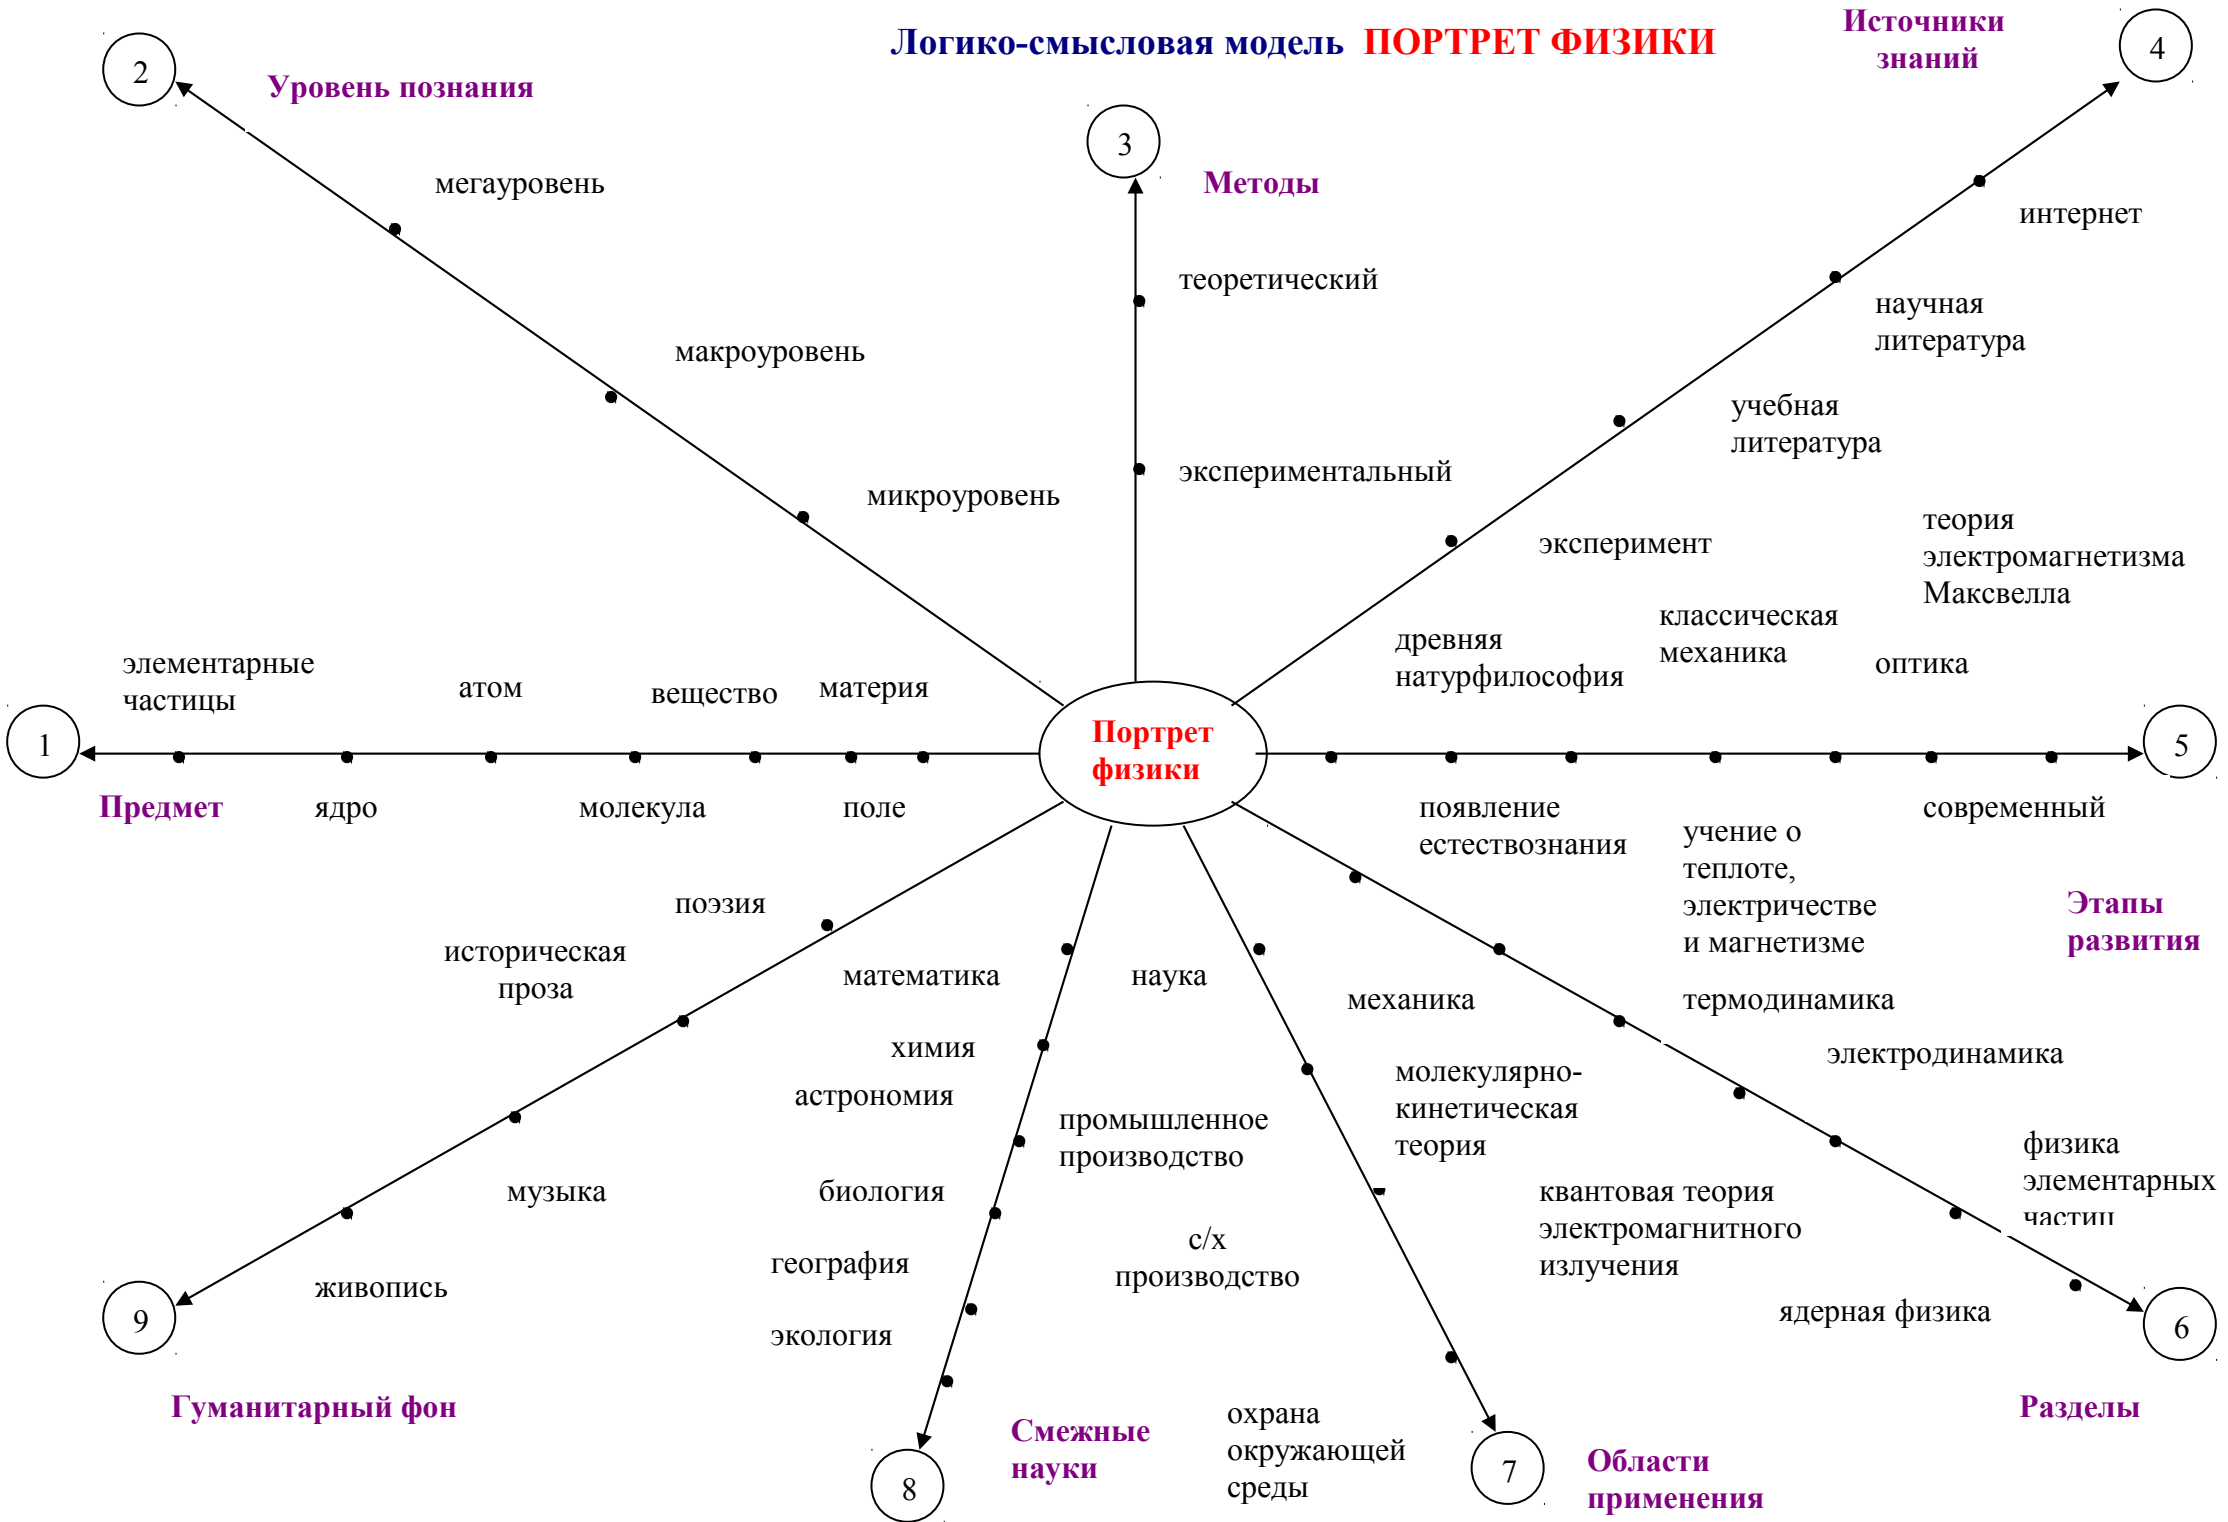 Логико-смысловая модель ПОРТРЕТ ФИЗИКИ
Источники
знаний
2
Уровень познания
4
3
мегауровень
Методы
интернет
теоретический
научная
литература
макроуровень
учебная
литература
экспериментальный
микроуровень
эксперимент
теория
электромагнетизма
Максвелла
классическая
механика
древняя
натурфилософия
оптика
элементарные
частицы
атом
вещество
материя
1
Портрет
физики
5
Предмет
ядро
молекула
поле
появление
естествознания
современный
учение о
теплоте,
электричестве
и магнетизме
Этапы
развития
поэзия
историческая
проза
математика
наука
механика
термодинамика
химия
электродинамика
астрономия
молекулярно-
кинетическая
теория
промышленное
производство
физика
элементарных
частиц
музыка
биология
квантовая теория
электромагнитного
излучения
с/х
производство
география
живопись
9
экология
ядерная физика
6
Гуманитарный фон
Разделы
Смежные
науки
охрана
окружающей
среды
7
Области
применения
8